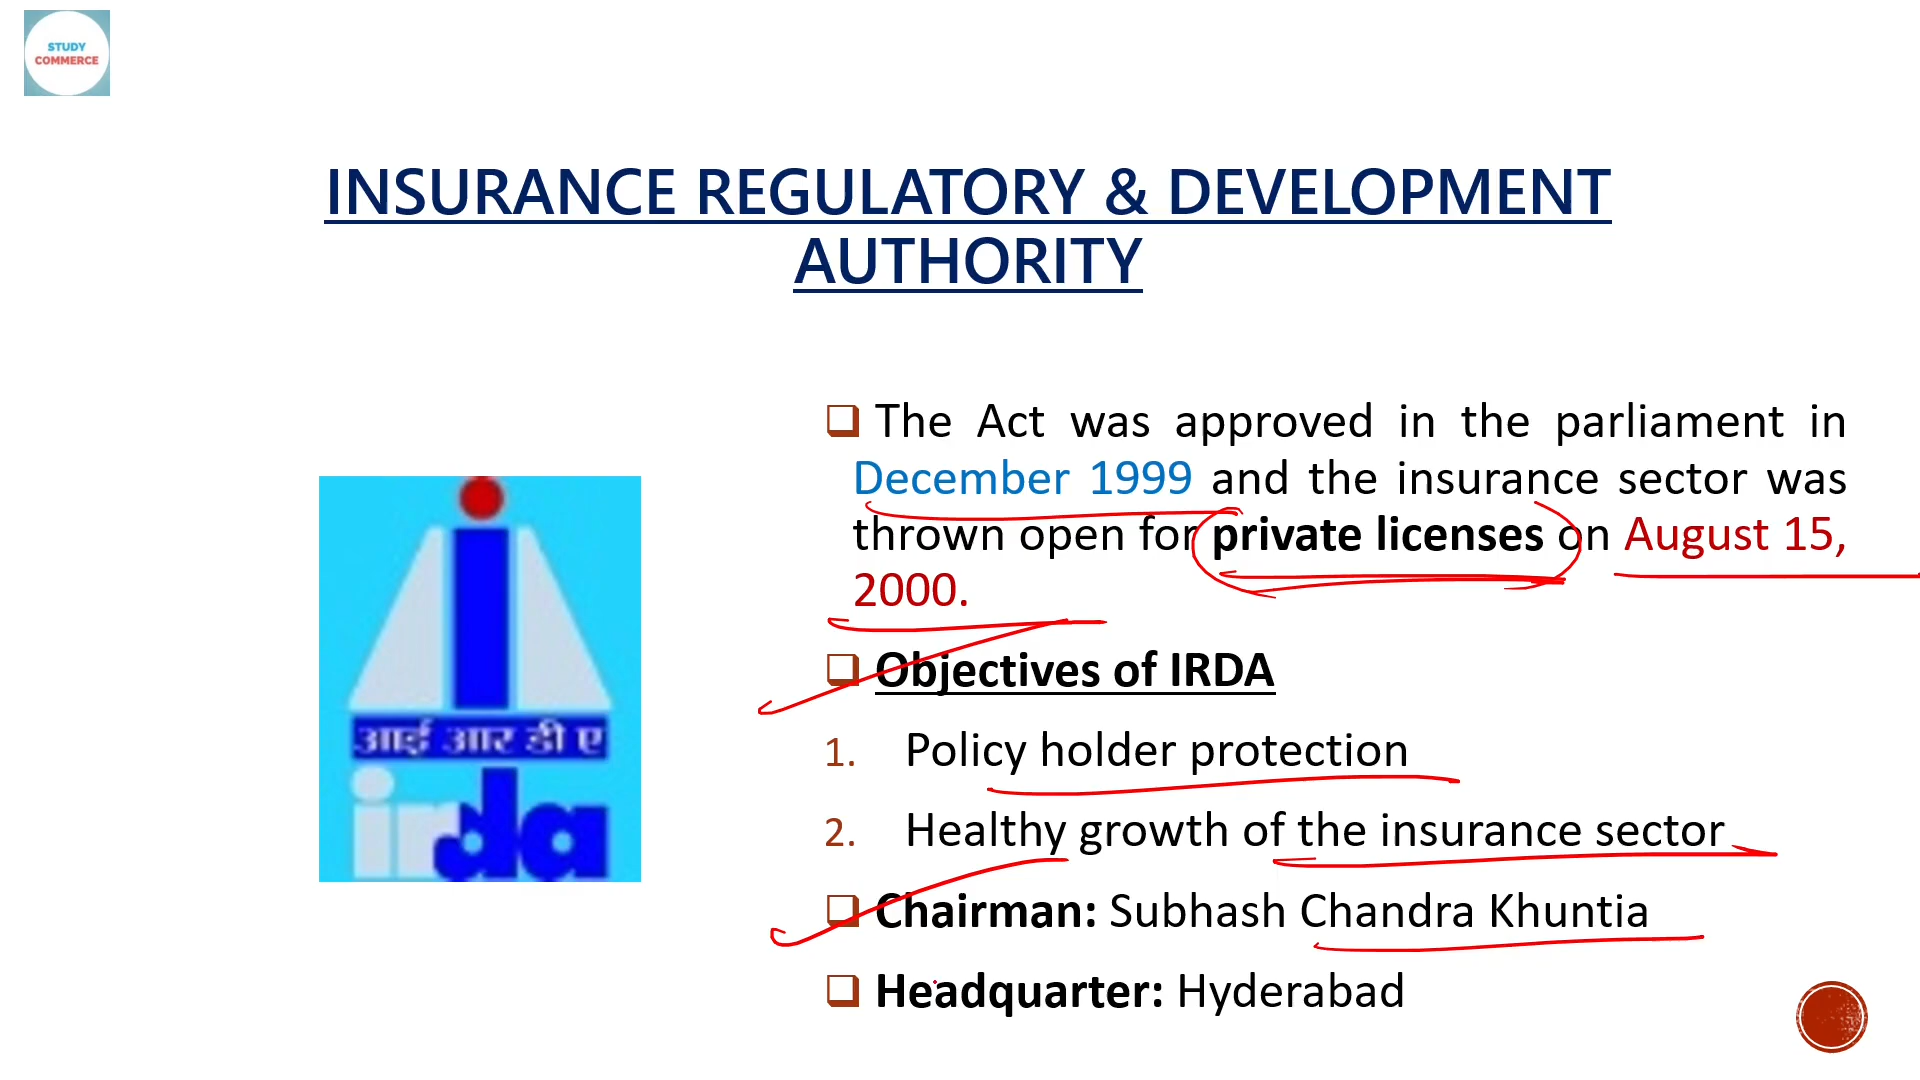 STUDY
COMMERCE
INSURANCE REGULATORY & DEVELOPMENT
AUTHORITY
The Act was approved in the parliament in
December 1999 and the insurance sector was
thrown open for private licenses on August 15,
2000.
Objectives of IRDA
1. Policy holder protection
2. Healthy growth of the insurance sector
Chairman: Subhash Chandra Khuntia
Headquarter: Hyderabad
आई आर डी ए
irda